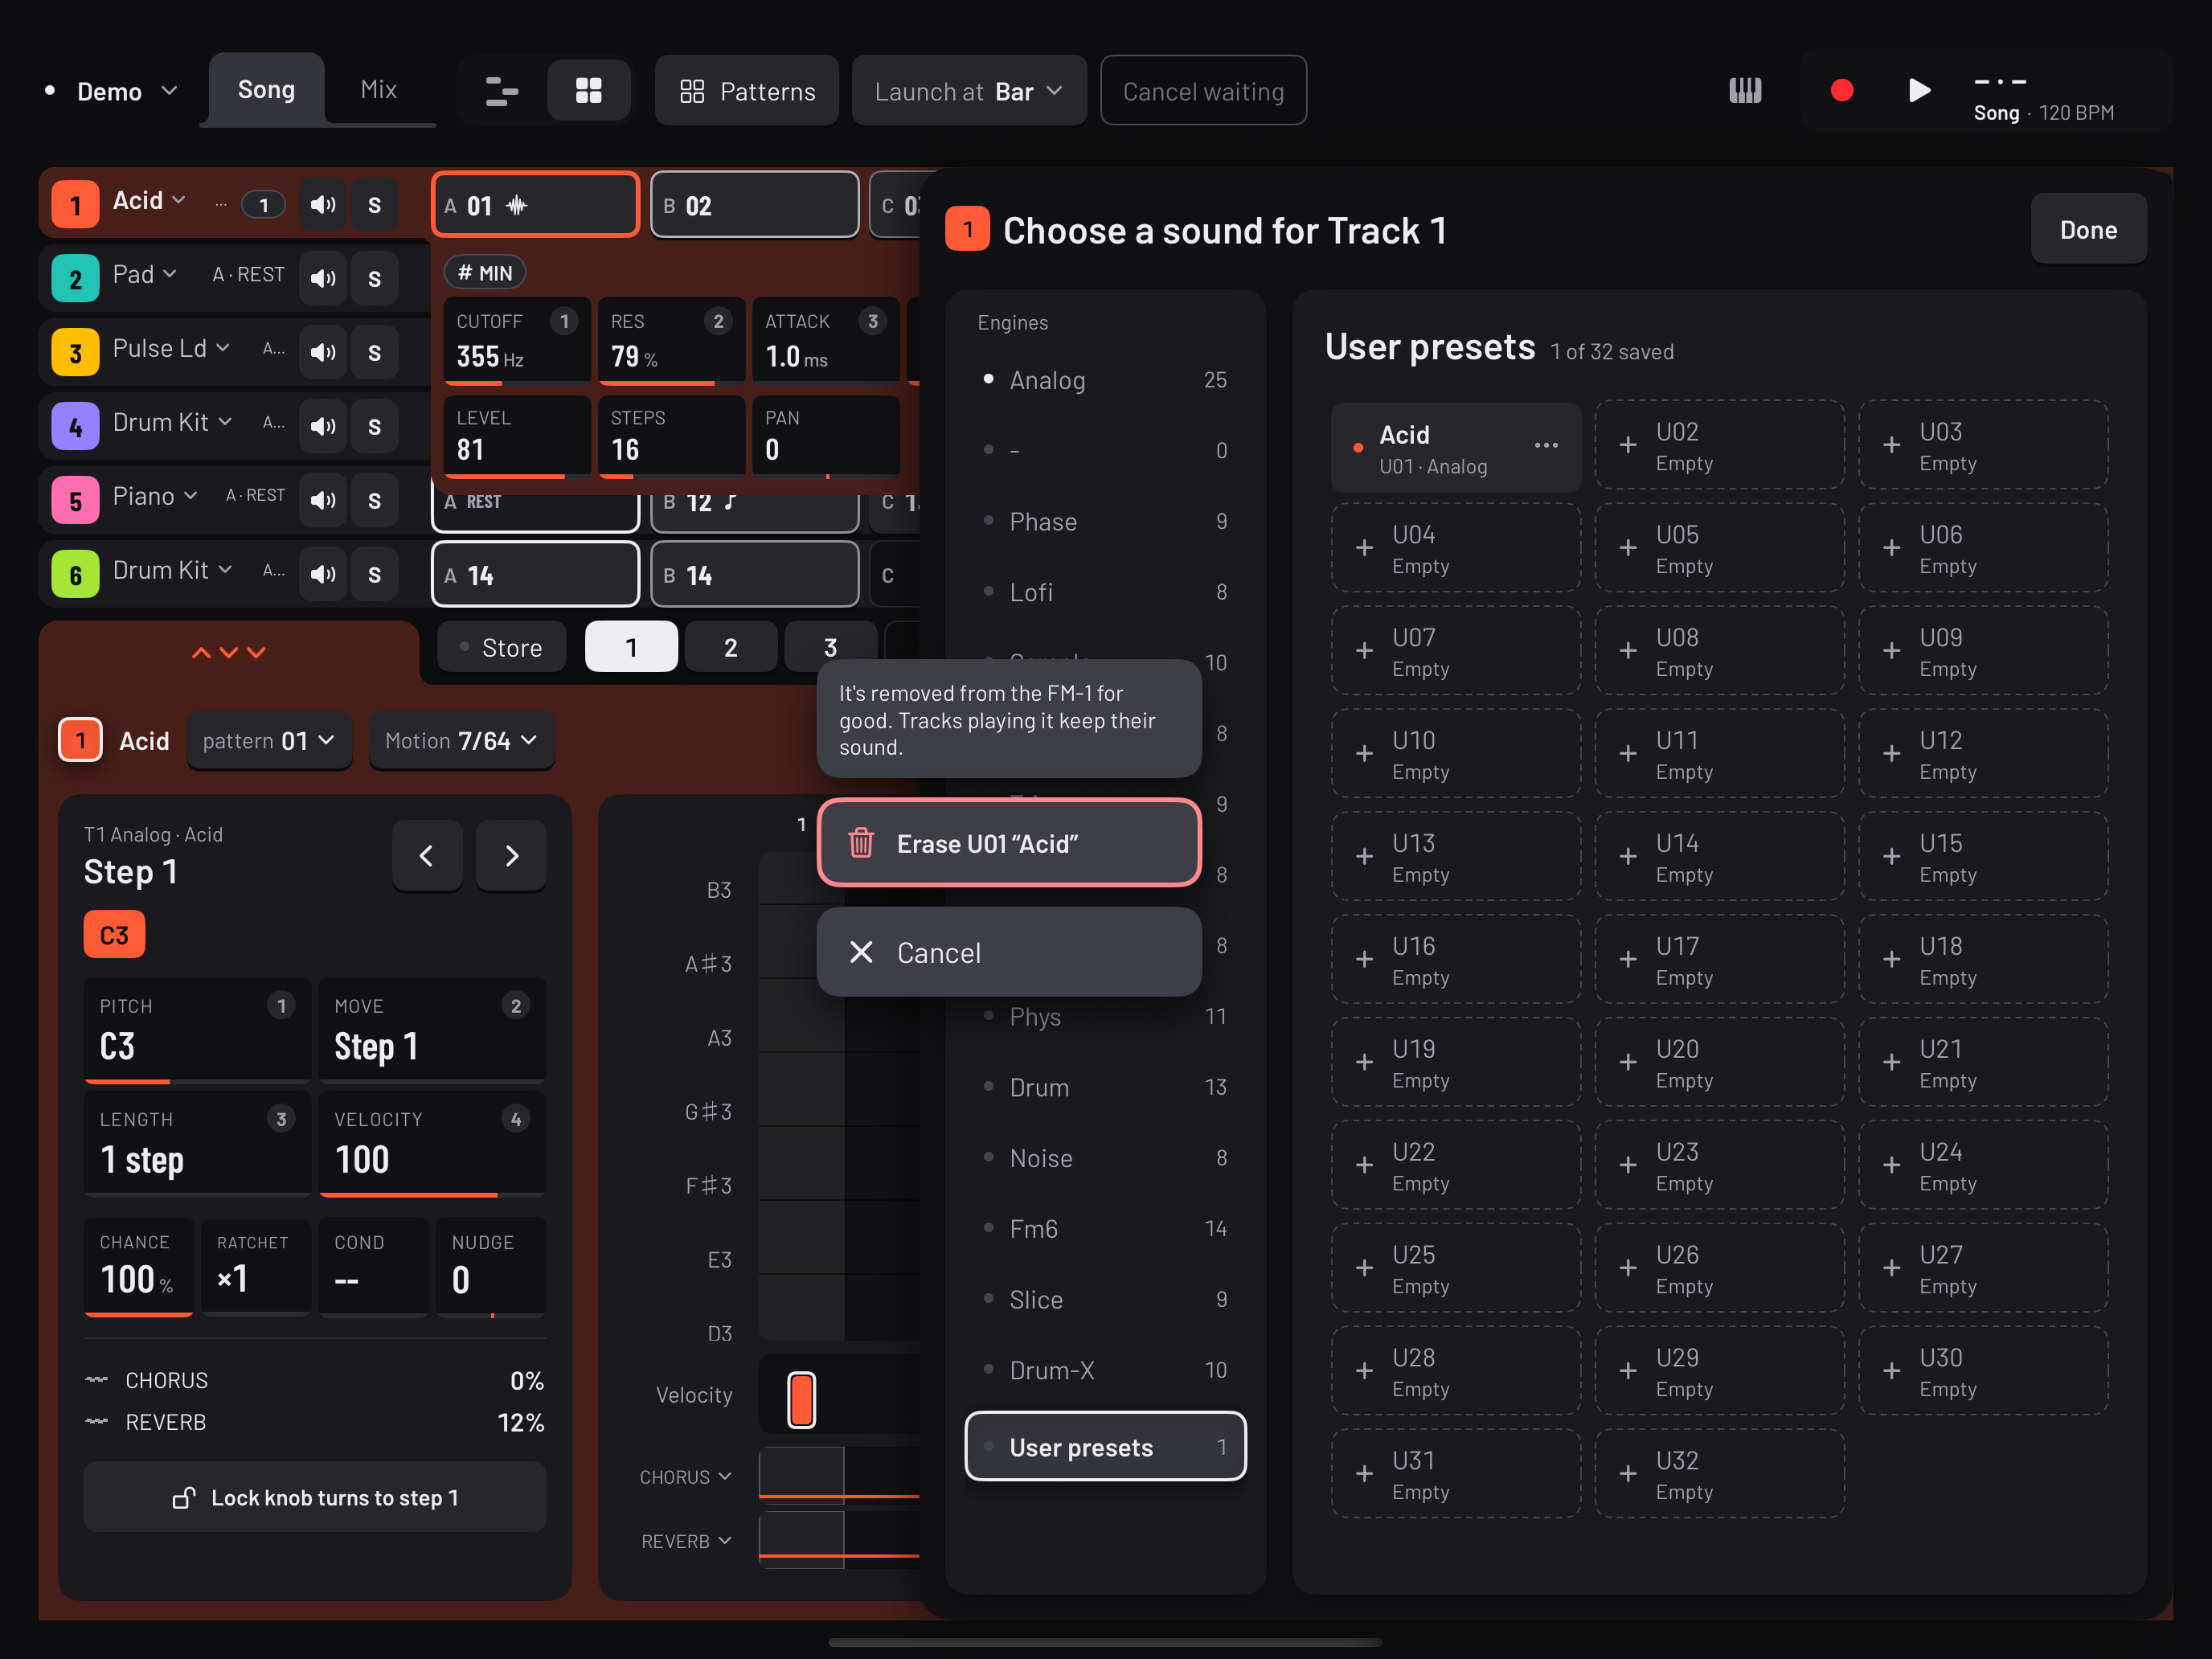 Demo
Song
Mix
Patterns
Launch at Bar
Cancel waiting
Song · 120 BPM
1 Acid ... 1 S
A 01
B 02
C
2 Pad A · REST S
# MIN
3 Pulse Ld A... S
CUTOFF 1
355 Hz
RES 2
79 %
ATTACK 3
1.0 ms
4 Drum Kit A... S
LEVEL
81
STEPS
16
PAN
0
5 Piano A · REST S
A REST
B 12
C
6 Drum Kit A... S
A 14
B 14
C
Store
1
2
3
1 Acid
pattern 01
Motion 7/64
T1 Analog · Acid
Step 1
C3
PITCH 1
C3
MOVE 2
Step 1
LENGTH 3
1 step
VELOCITY 4
100
CHANCE
100 %
RATCHET
×1
COND
--
NUDGE
0
CHORUS 0%
REVERB 12%
Lock knob turns to step 1
1
B3
A♯3
A3
G♯3
F♯3
E3
D3
Velocity
CHORUS
REVERB
1 Choose a sound for Track 1
Done
Engines
Analog 25
- 0
Phase 9
Lofi 8
10
8
9
8
8
Phys 11
Drum 13
Noise 8
Fm6 14
Slice 9
Drum-X 10
User presets 1
It's removed from the FM-1 for
good. Tracks playing it keep their
sound.
Erase U01 “Acid”
Cancel
User presets 1 of 32 saved
Acid
U01 · Analog
U02
Empty
U03
Empty
U04
Empty
U05
Empty
U06
Empty
U07
Empty
U08
Empty
U09
Empty
U10
Empty
U11
Empty
U12
Empty
U13
Empty
U14
Empty
U15
Empty
U16
Empty
U17
Empty
U18
Empty
U19
Empty
U20
Empty
U21
Empty
U22
Empty
U23
Empty
U24
Empty
U25
Empty
U26
Empty
U27
Empty
U28
Empty
U29
Empty
U30
Empty
U31
Empty
U32
Empty